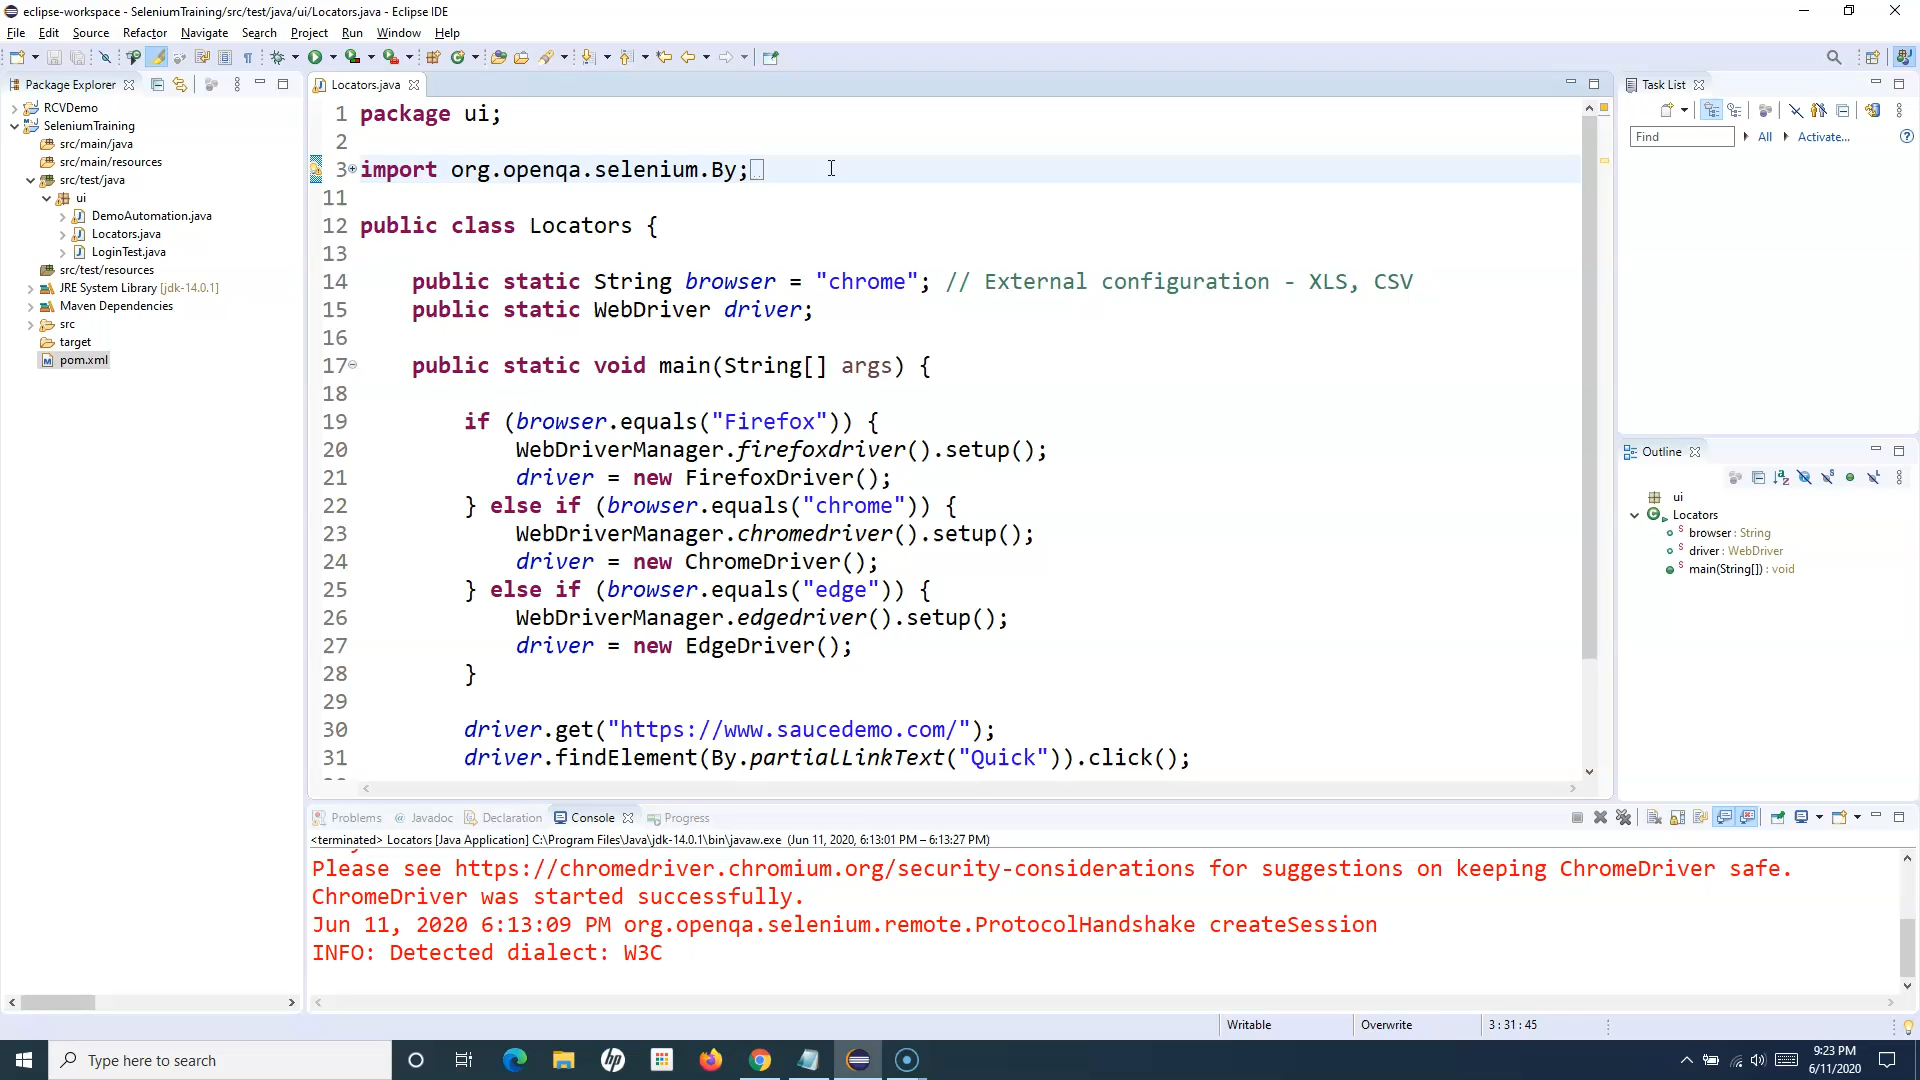 eclipse-workspace - SeleniumTraining/src/test/java/ui/Locators.java - Eclipse IDE
File Edit Source Refactor Navigate Search Project Run Window Help
Package Explorer
RCVDemo
SeleniumTraining
src/main/java
src/main/resources
src/test/java
ui
DemoAutomation.java
Locators.java
LoginTest.java
src/test/resources
JRE System Library [jdk-14.0.1]
Maven Dependencies
src
target
pom.xml
Locators.java
1 package ui;
2
3 import org.openqa.selenium.By;
11
12 public class Locators {
13
14 public static String browser = "chrome"; // External configuration - XLS, CSV
15 public static WebDriver driver;
16
17 public static void main(String[] args) {
18
19 if (browser.equals("Firefox")) {
20 WebDriverManager.firefoxdriver().setup();
21 driver = new FirefoxDriver();
22 } else if (browser.equals("chrome")) {
23 WebDriverManager.chromedriver().setup();
24 driver = new ChromeDriver();
25 } else if (browser.equals("edge")) {
26 WebDriverManager.edgedriver().setup();
27 driver = new EdgeDriver();
28 }
29
30 driver.get("https://www.saucedemo.com/");
31 driver.findElement(By.partialLinkText("Quick")).click();
Task List
Find All Activate...
Outline
ui
Locators
browser : String
driver : WebDriver
main(String[]) : void
Problems Javadoc Declaration Console Progress
<terminated> Locators [Java Application] C:\Program Files\Java\jdk-14.0.1\bin\javaw.exe (Jun 11, 2020, 6:13:01 PM – 6:13:27 PM)
Please see https://chromedriver.chromium.org/security-considerations for suggestions on keeping ChromeDriver safe.
ChromeDriver was started successfully.
Jun 11, 2020 6:13:09 PM org.openqa.selenium.remote.ProtocolHandshake createSession
INFO: Detected dialect: W3C
Writable Overwrite 3 : 31 : 45
Type here to search
9:23 PM
6/11/2020